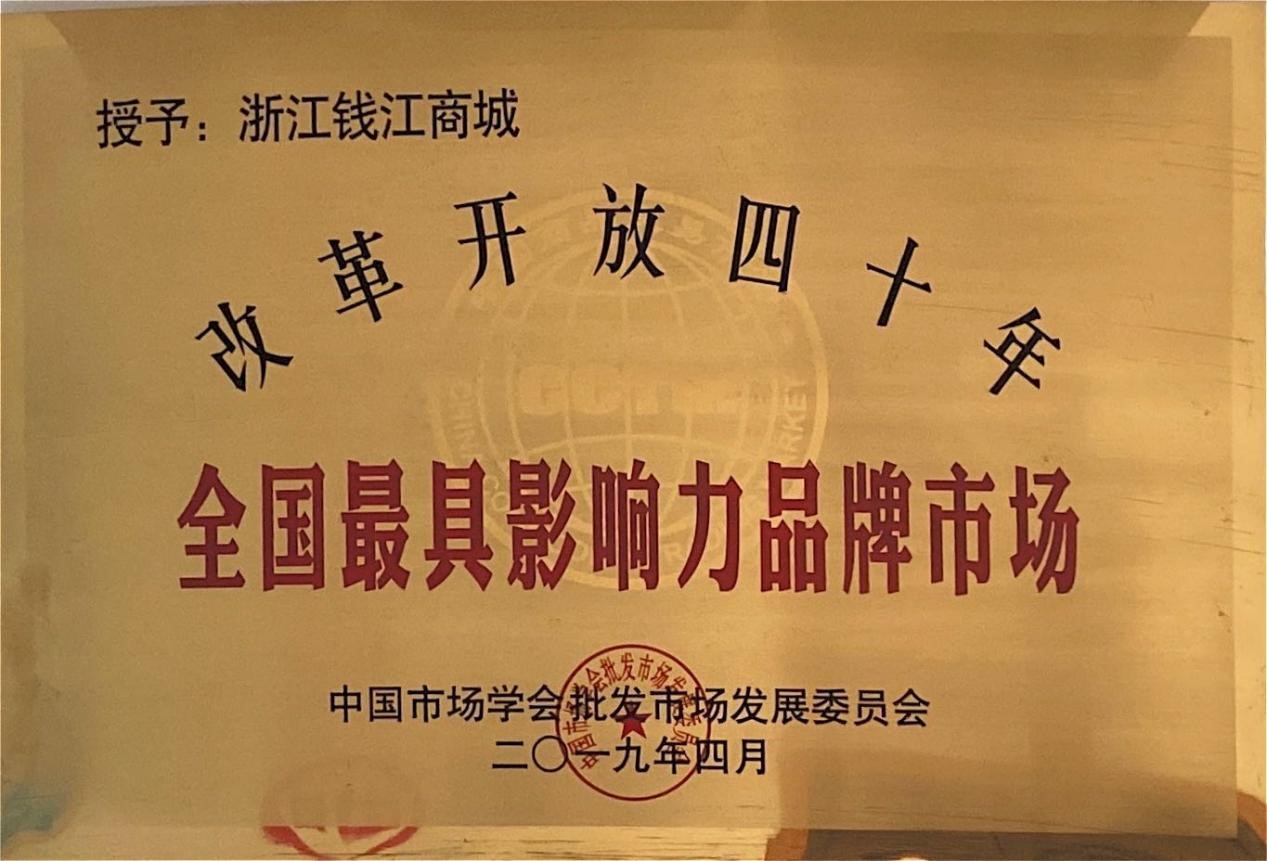 授予：浙江钱江商城
改革开放四十年
全国最具影响力品牌市场
中国市场学会批发市场发展委员会
二〇一九年四月